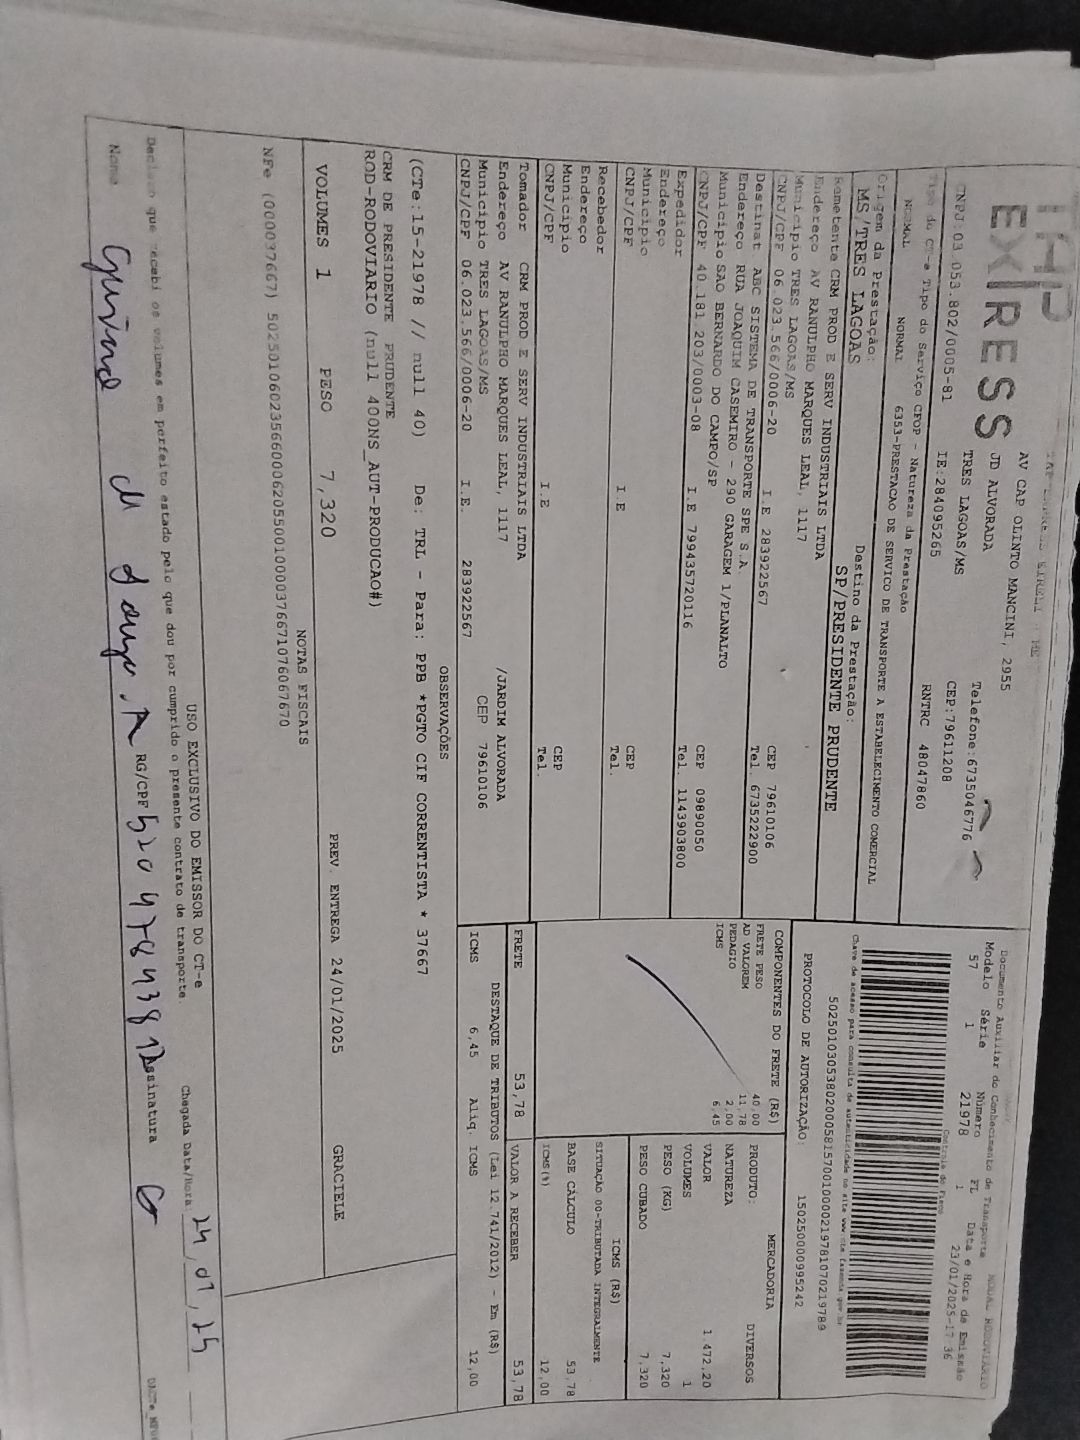 TAP EXPRESS EIRELI - ME
EXPRESS
AV CAP OLINTO MANCINI, 2955
JD ALVORADA
TRES LAGOAS/MS
Telefone:6735046776
CEP:79611208
CNPJ:03.053.802/0005-81 IE:284095265 RNTRC 48047860
Tipo do CT-e Tipo do Serviço CFOP - Natureza da Prestação
NORMAL NORMAL 6353-PRESTACAO DE SERVICO DE TRANSPORTE A ESTABELECIMENTO COMERCIAL
Origem da Prestação: Destino da Prestação:
MS/TRES LAGOAS SP/PRESIDENTE PRUDENTE
Remetente CRM PROD E SERV INDUSTRIAIS LTDA
Endereço AV RANULPHO MARQUES LEAL, 1117
Municipio TRES LAGOAS/MS CEP 79610106
CNPJ/CPF 06.023.566/0006-20 I.E 283922567 Tel. 6735222900
Destinat ABC SISTEMA DE TRANSPORTE SPE S.A.
Endereço RUA JOAQUIM CASEMIRO - 290 GARAGEM 1/PLANALTO
Municipio SAO BERNARDO DO CAMPO/SP CEP 09890050
CNPJ/CPF 40.181 203/0003-08 I.E 799435720116 Tel. 1143903800
Expedidor
Endereço
Municipio CEP
CNPJ/CPF I.E Tel.
Recebedor
Endereço
Municipio CEP
CNPJ/CPF I.E Tel.
Tomador CRM PROD E SERV INDUSTRIAIS LTDA
Endereço AV RANULPHO MARQUES LEAL, 1117 /JARDIM ALVORADA
Municipio TRES LAGOAS/MS CEP 79610106
CNPJ/CPF 06.023.566/0006-20 I.E. 283922567
Documento Auxiliar do Conhecimento de Transporte MODAL RODOVIÁRIO
Modelo Série Número FL Data e Hora de Emissão
57 1 21978 1 23/01/2025-17:36
Controle do Fisco
Chave de acesso para consulta de autenticidade no site www.cte.fazenda.gov.br
50250103053802000581570010000219781070219789
PROTOCOLO DE AUTORIZAÇÃO: 150250000995242
COMPONENTES DO FRETE (R$)
FRETE PESO 40,00
AD VALOREM 11,78
PEDAGIO 2,00
ICMS 6,45
MERCADORIA
PRODUTO: DIVERSOS
NATUREZA
VALOR 1.472,20
VOLUMES 1
PESO (KG) 7,320
PESO CUBADO 7,320
ICMS (R$)
SITUAÇÃO 00-TRIBUTADA INTEGRALMENTE
BASE CÁLCULO 53,78
ICMS(%) 12,00
FRETE 53,78 VALOR A RECEBER 53,78
DESTAQUE DE TRIBUTOS (Lei 12.741/2012) - Em (R$)
ICMS 6,45 Aliq. ICMS 12,00
OBSERVAÇÕES
(CTe:15-21978 // null 40) De: TRL - Para: PPB *PGTO CIF CORRENTISTA * 37667
CRM DE PRESIDENTE PRUDENTE
ROD-RODOVIARIO (null 400NS_AUT-PRODUCAO#)
VOLUMES 1 PESO 7,320 PREV. ENTREGA 24/01/2025 GRACIELE
NOTAS FISCAIS
NFe (000037667) 50250106023566000620550010000376671076067670
USO EXCLUSIVO DO EMISSOR DO CT-e
Declaro que recebi os volumes em perfeito estado pelo que dou por cumprido o presente contrato de transporte. Chegada Data/Hora: 24/01/25
Nome RG/CPF Assinatura